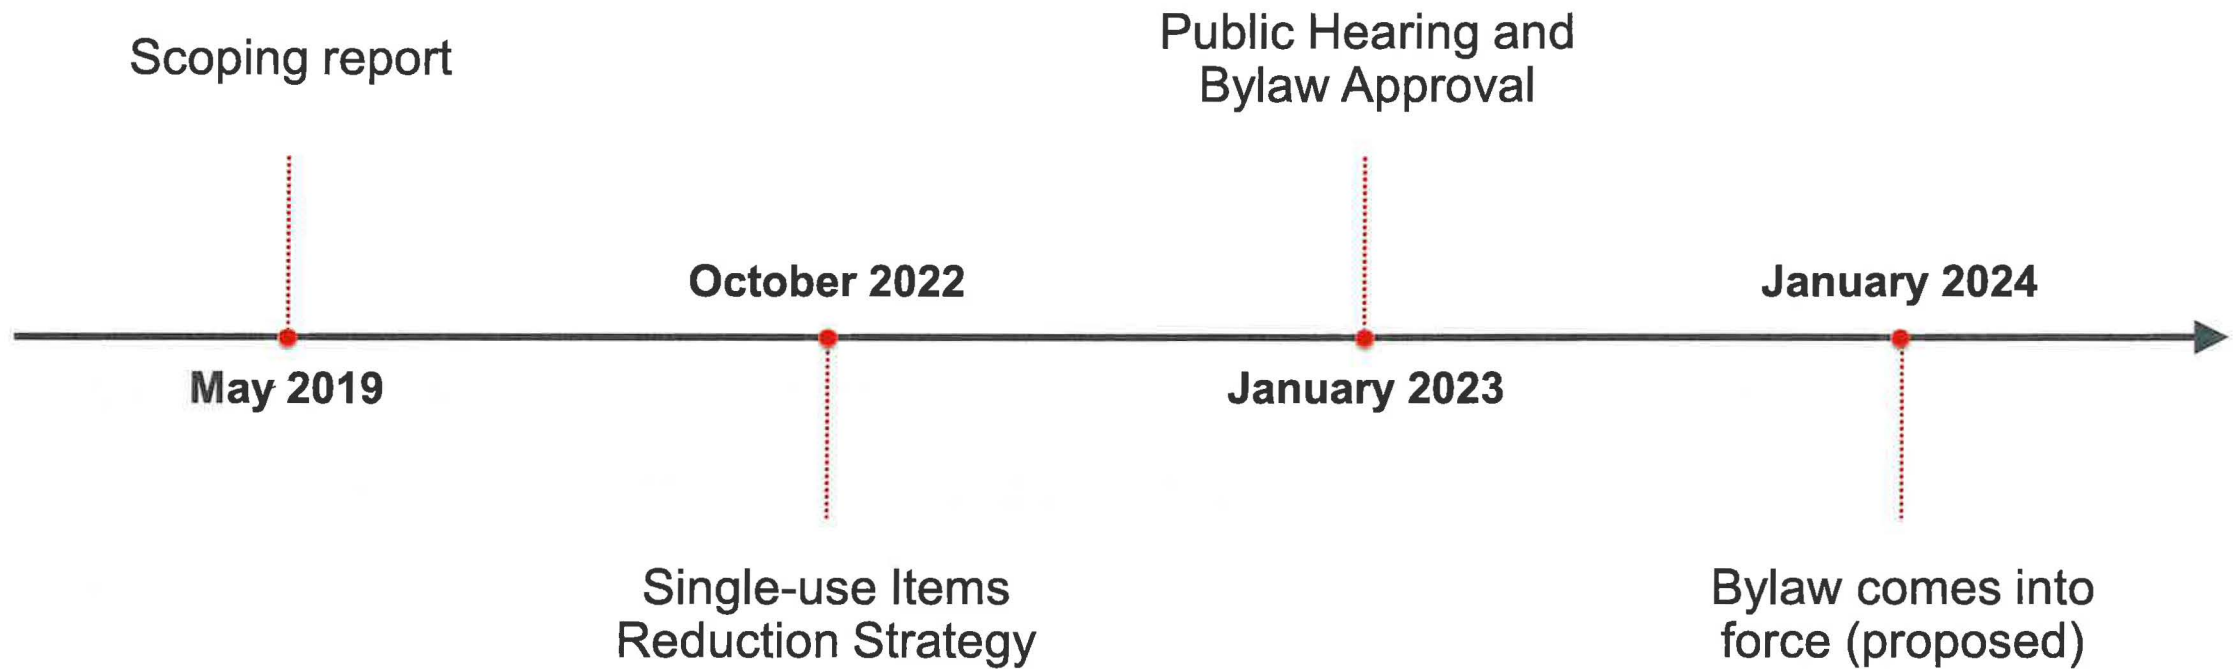 Scoping report
May 2019
October 2022
Single-use Items
Reduction Strategy
Public Hearing and
Bylaw Approval
January 2023
January 2024
Bylaw comes into
force (proposed)